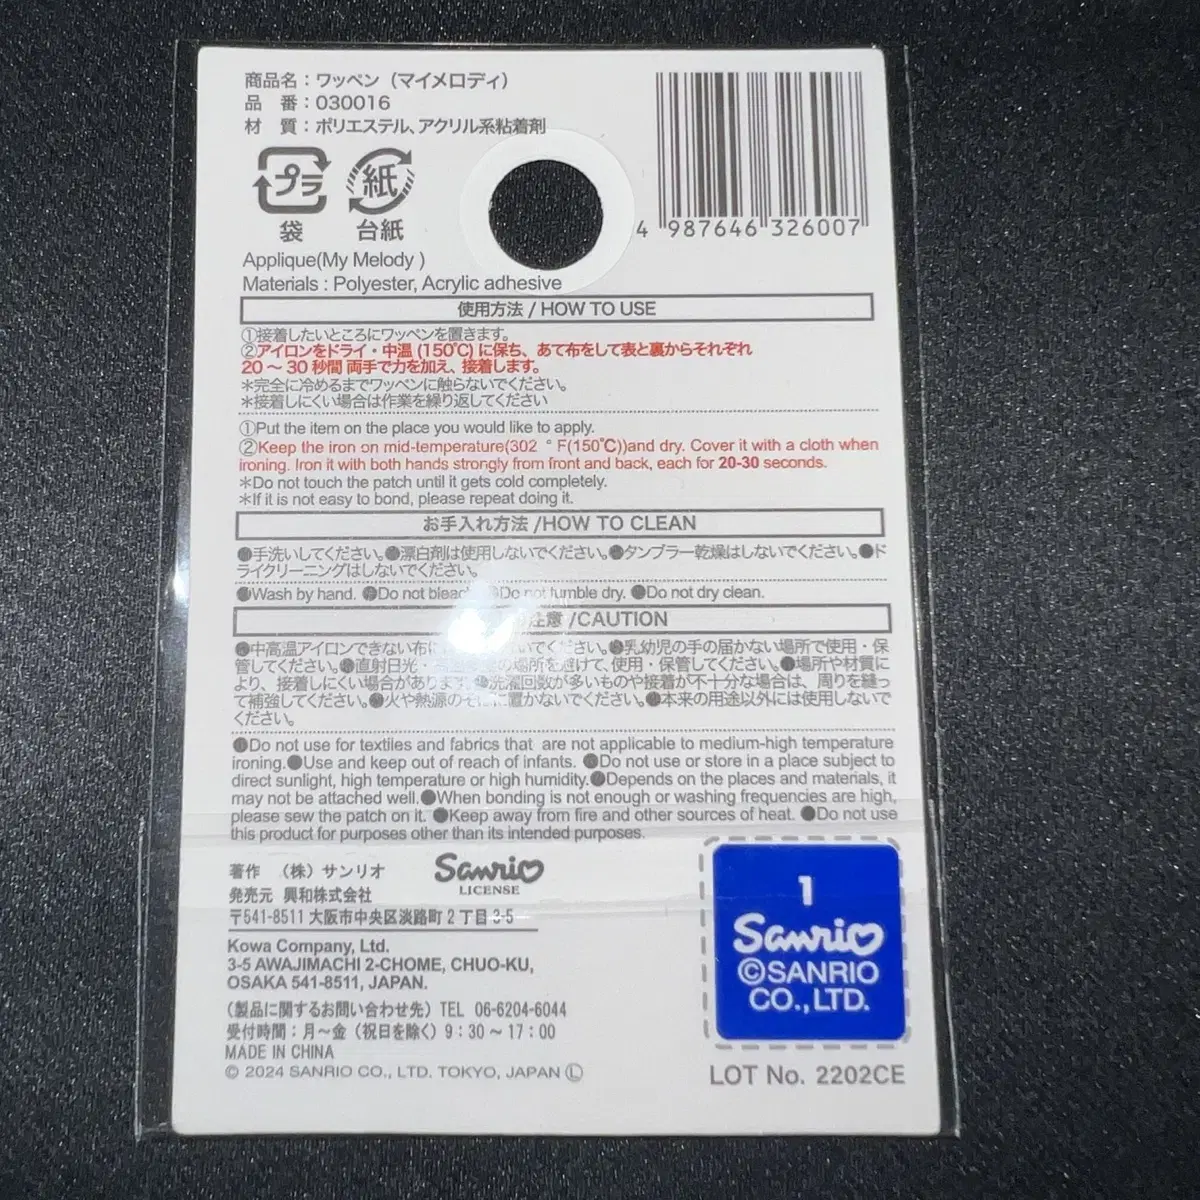 商品名：ワッペン（マイメロディ）
品　番：030016
材　質：ポリエステル、アクリル系粘着剤
プラ
袋
紙
台紙
4 987646 326007
Applique(My Melody )
Materials : Polyester, Acrylic adhesive
使用方法 / HOW TO USE
①接着したいところにワッペンを置きます。
②アイロンをドライ・中温 (150℃) に保ち、あて布をして表と裏からそれぞれ
20 〜 30 秒間 両手で力を加え、接着します。
＊完全に冷めるまでワッペンに触らないでください。
＊接着しにくい場合は作業を繰り返してください
①Put the item on the place you would like to apply.
②Keep the iron on mid-temperature(302 ° F(150℃))and dry. Cover it with a cloth when
ironing. Iron it with both hands strongly from front and back, each for 20-30 seconds.
＊Do not touch the patch until it gets cold completely.
＊If it is not easy to bond, please repeat doing it.
お手入れ方法 /HOW TO CLEAN
●手洗いしてください。●漂白剤は使用しないでください。●タンブラー乾燥はしないでください。●ド
ライクリーニングはしないでください。
●Wash by hand. ●Do not bleach ●Do not tumble dry. ●Do not dry clean.
注意 /CAUTION
●中高温アイロンできない布に ないでください。●乳幼児の手の届かない場所で使用・保
管してください。●直射日光・ の場所を避けて、使用・保管してください。●場所や材質に
より、接着しにくい場合があります。●洗濯回数が多いものや接着が不十分な場合は、周りを縫っ
て補強してください。●火や熱源のそばに置かないでください。●本来の用途以外には使用しないで
ください。
●Do not use for textiles and fabrics that are not applicable to medium-high temperature
ironing.●Use and keep out of reach of infants. ●Do not use or store in a place subject to
direct sunlight, high temperature or high humidity.●Depends on the places and materials, it
may not be attached well.●When bonding is not enough or washing frequencies are high,
please sew the patch on it. ●Keep away from fire and other sources of heat. ●Do not use
this product for purposes other than its intended purposes.
著作　（株）サンリオ
Sanrio
LICENSE
発売元　興和株式会社
〒541-8511 大阪市中央区淡路町 2 丁目 3-5
Kowa Company, Ltd.
3-5 AWAJIMACHI 2-CHOME, CHUO-KU,
OSAKA 541-8511, JAPAN.
（製品に関するお問い合わせ先）TEL 06-6204-6044
受付時間：月〜金（祝日を除く）9：30 〜 17：00
MADE IN CHINA
© 2024 SANRIO CO., LTD. TOKYO, JAPAN Ⓛ
1
Sanrio
©SANRIO
CO.,LTD.
LOT No. 2202CE